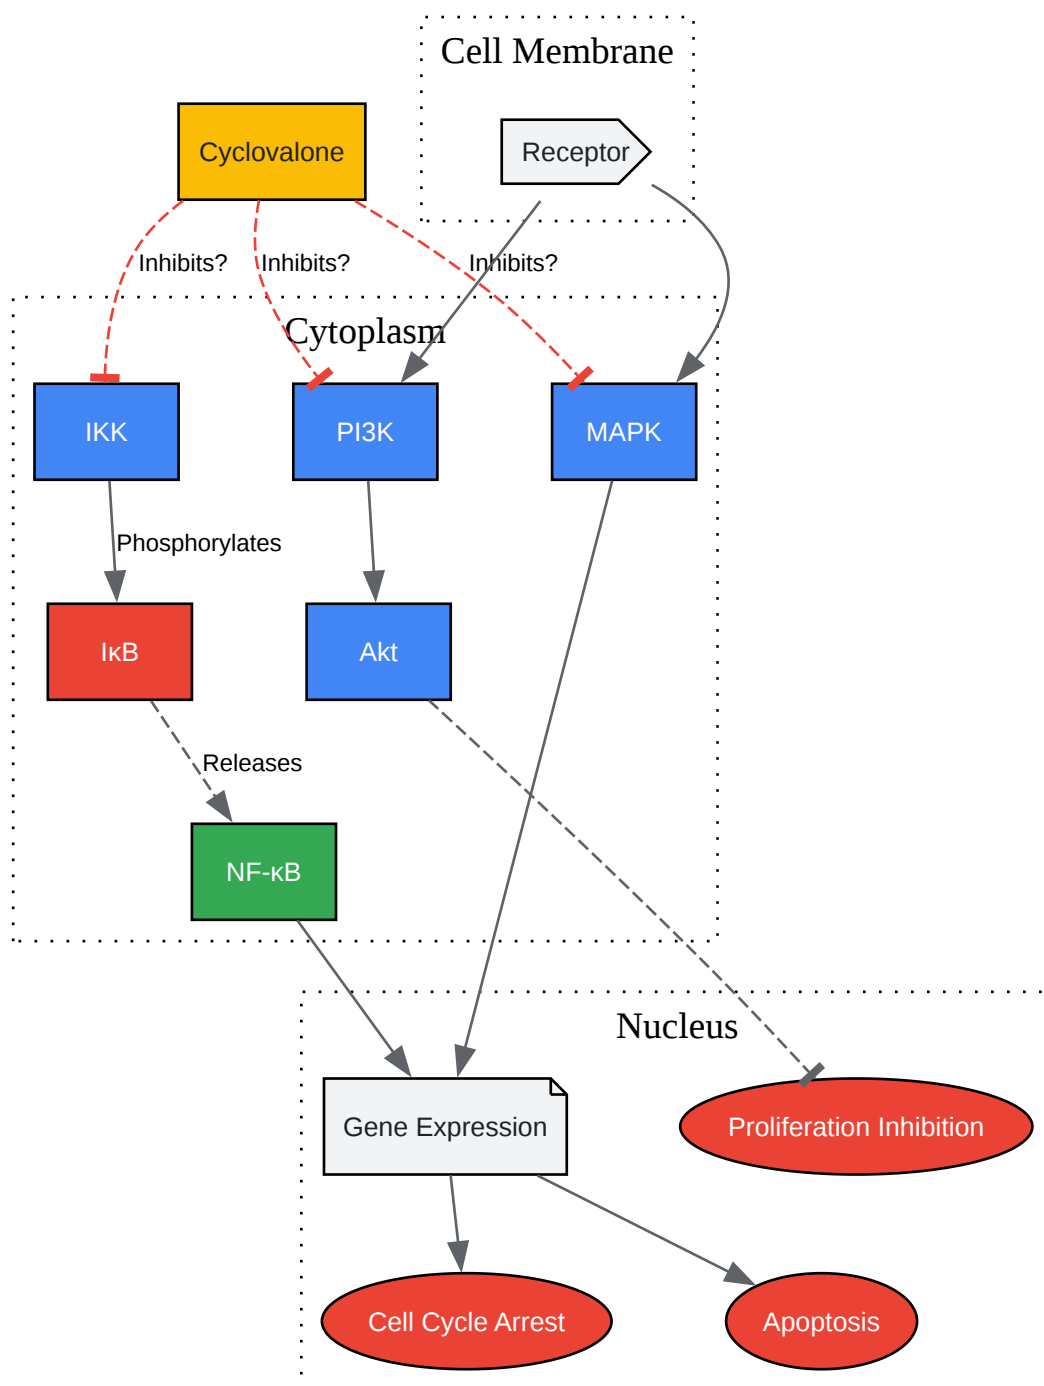 Cell Membrane
Cyclovalone
Receptor
Inhibits?
Inhibits?
Inhibits?
Cytoplasm
IKK
PI3K
MAPK
Phosphorylates
IκB
Akt
Releases
NF-κB
Nucleus
Gene Expression
Proliferation Inhibition
Cell Cycle Arrest
Apoptosis